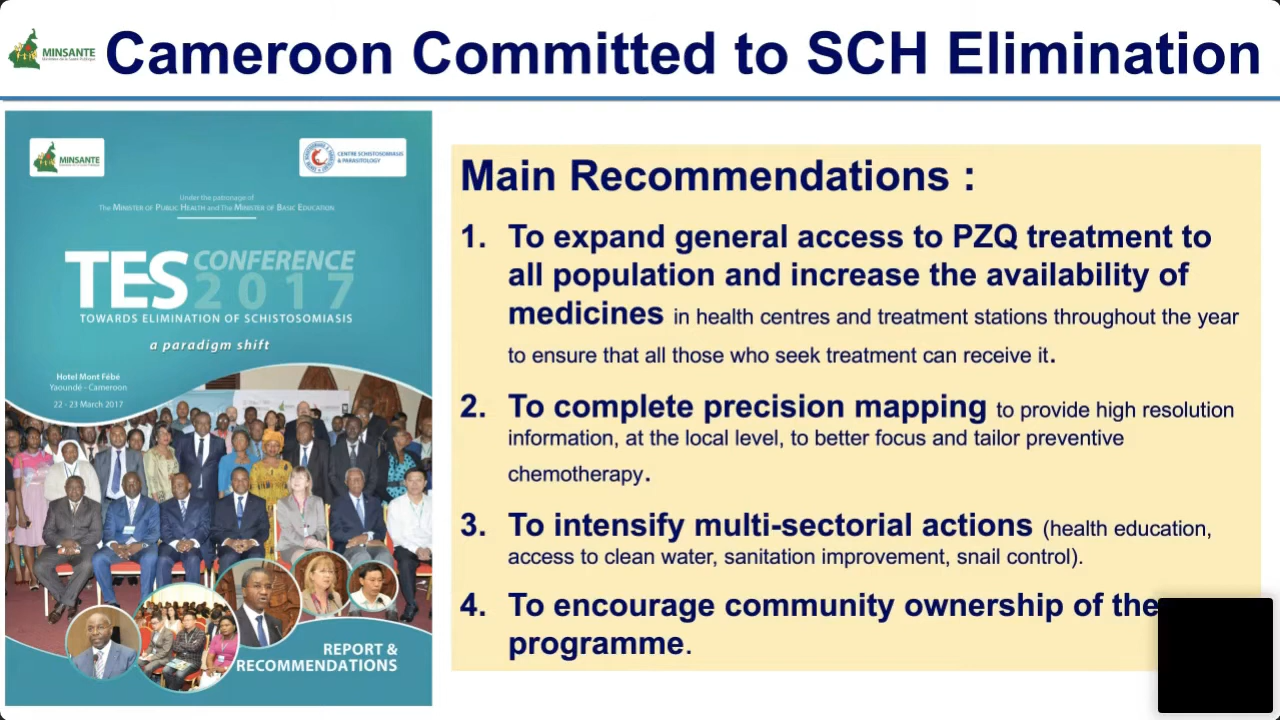 MINSANTE
Cameroon Committed to SCH Elimination
MINSANTE
CENTRE SCHISTOSOMIASIS
& PARASITOLOGY
Under the patronage of
The Minister of Public Health and The Minister of Basic Education
TES CONFERENCE
2017
TOWARDS ELIMINATION OF SCHISTOSOMIASIS
a paradigm shift
Hotel Mont Fébé
Yaoundé - Cameroon
22 - 23 March 2017
REPORT &
RECOMMENDATIONS
Main Recommendations :
1. To expand general access to PZQ treatment to
all population and increase the availability of
medicines in health centres and treatment stations throughout the year
to ensure that all those who seek treatment can receive it.
2. To complete precision mapping to provide high resolution
information, at the local level, to better focus and tailor preventive
chemotherapy.
3. To intensify multi-sectorial actions (health education,
access to clean water, sanitation improvement, snail control).
4. To encourage community ownership of the
programme.